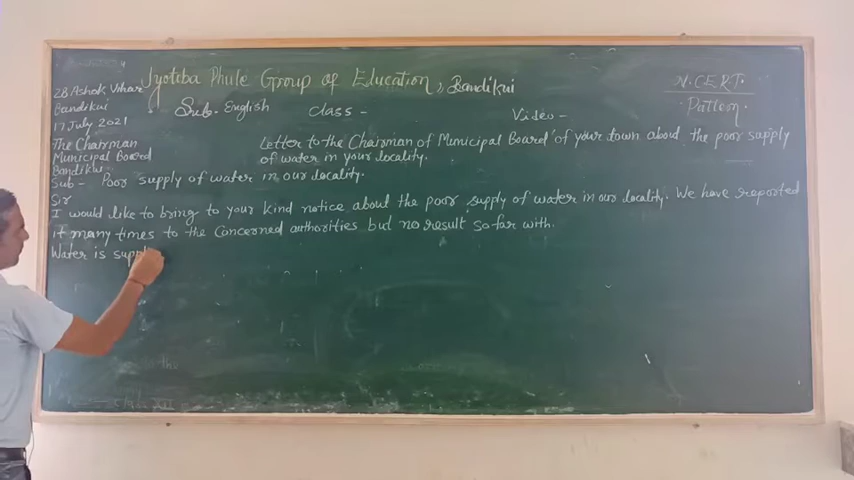 Jyoteba Phule Group of Education, Bandikui
N.C.E.R.T.
Pattern
Sub. English class - Video -
28 Ashok Vihar
Bandikui
17 July 2021
The Chairman
Municipal Board
Bandikui
Letter to the Chairman of Municipal Board of your town about the poor supply
of water in your locality.
Sub - Poor supply of water in our locality.
Sir
I would like to bring to your kind notice about the poor supply of water in our locality. We have reported
it many times to the concerned authorities but no result so far with.
Water is suppl